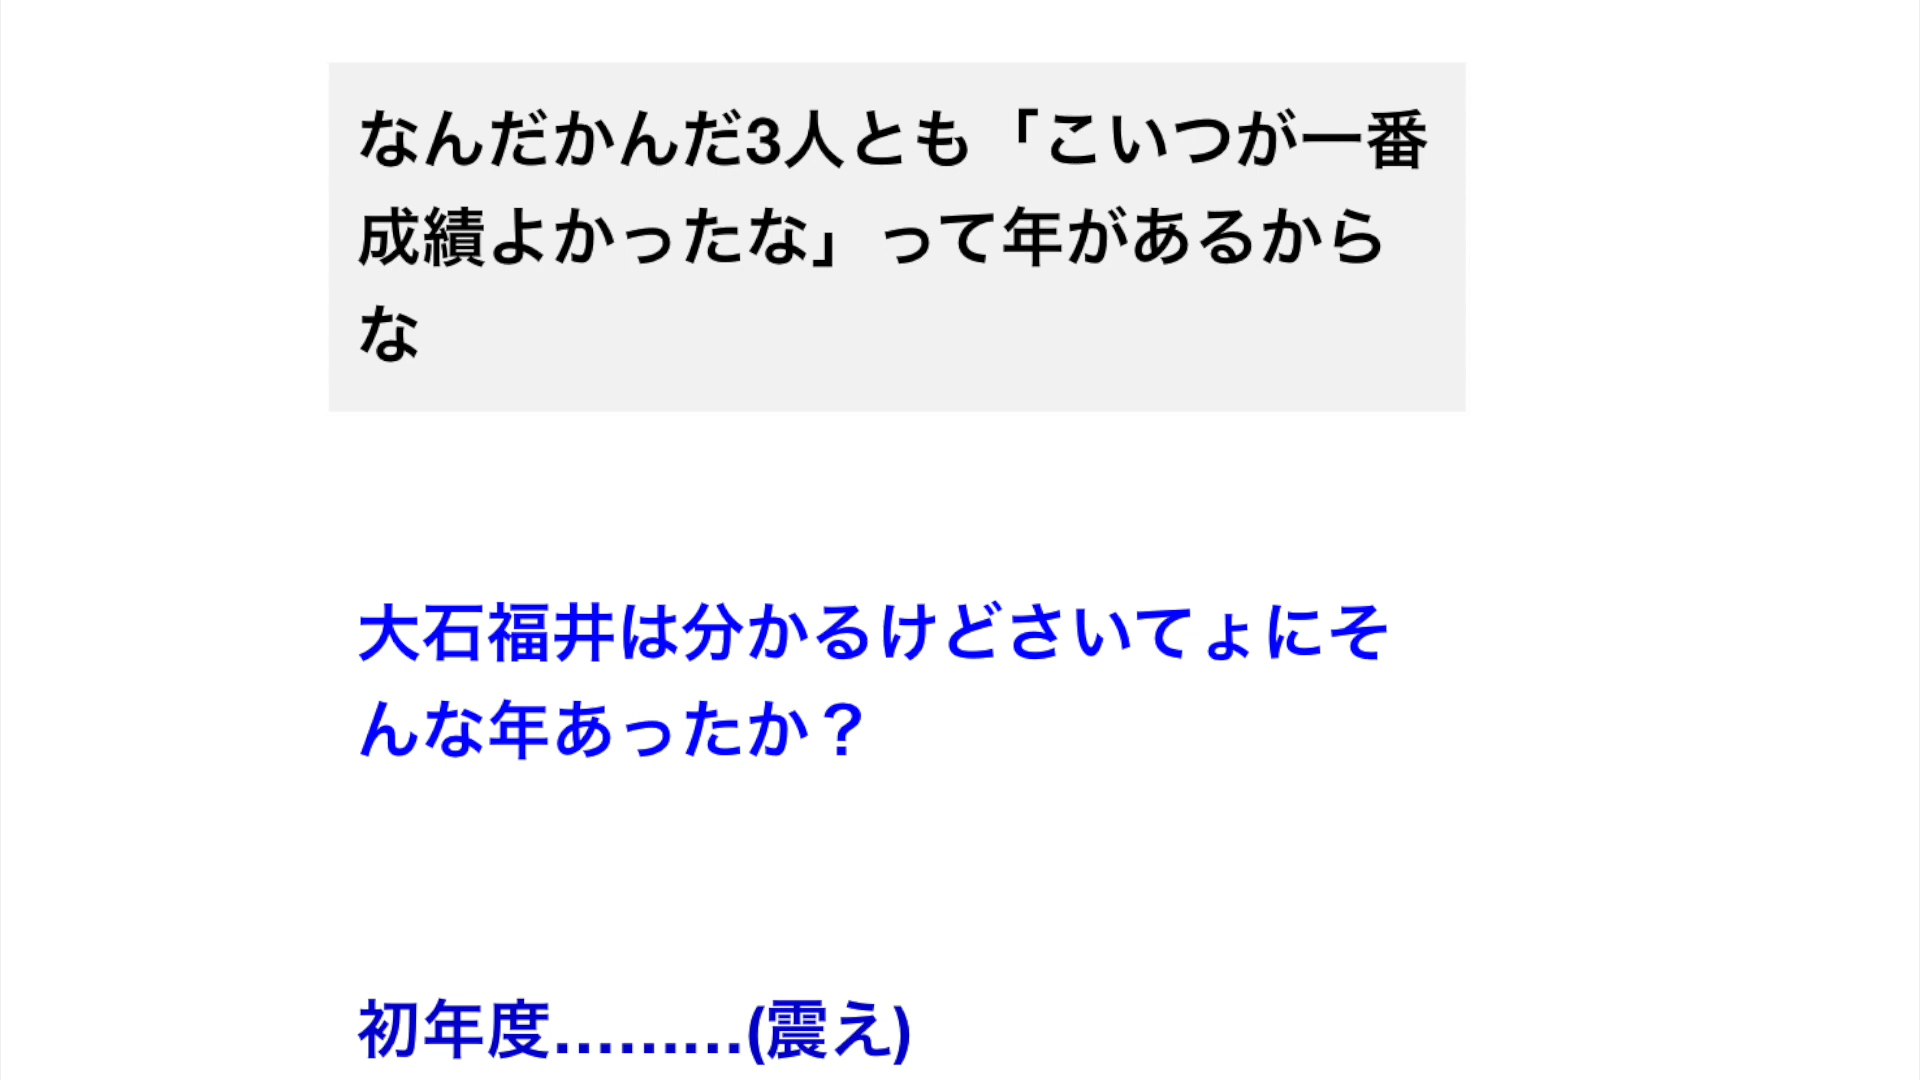 なんだかんだ3人とも「こいつが一番
成績よかったな」って年があるから
な
大石福井は分かるけどさいてょにそ
んな年あったか？
初年度………(震え)